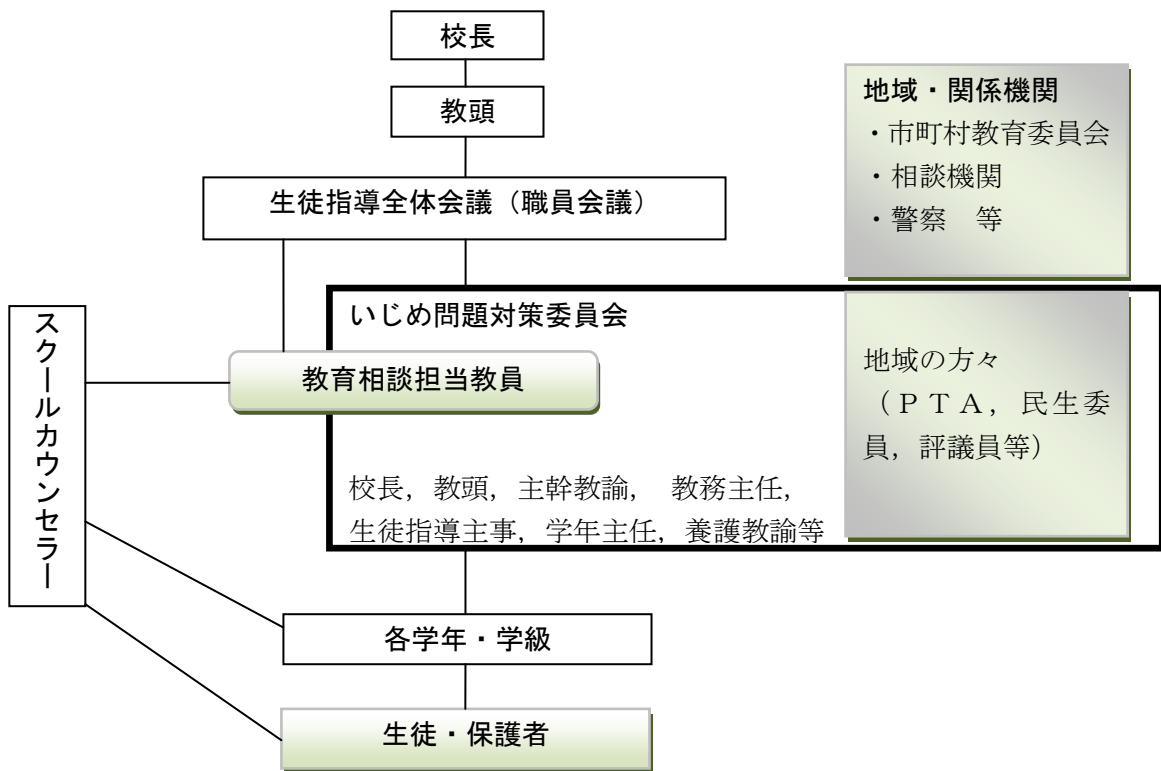 校長
教頭
生徒指導全体会議（職員会議）
地域・関係機関
・市町村教育委員会
・相談機関
・警察　等
スクールカウンセラー
いじめ問題対策委員会
教育相談担当教員
校長，教頭，主幹教諭，　教務主任，
生徒指導主事，学年主任，養護教諭等
地域の方々
（ＰＴＡ，民生委
員，評議員等）
各学年・学級
生徒・保護者